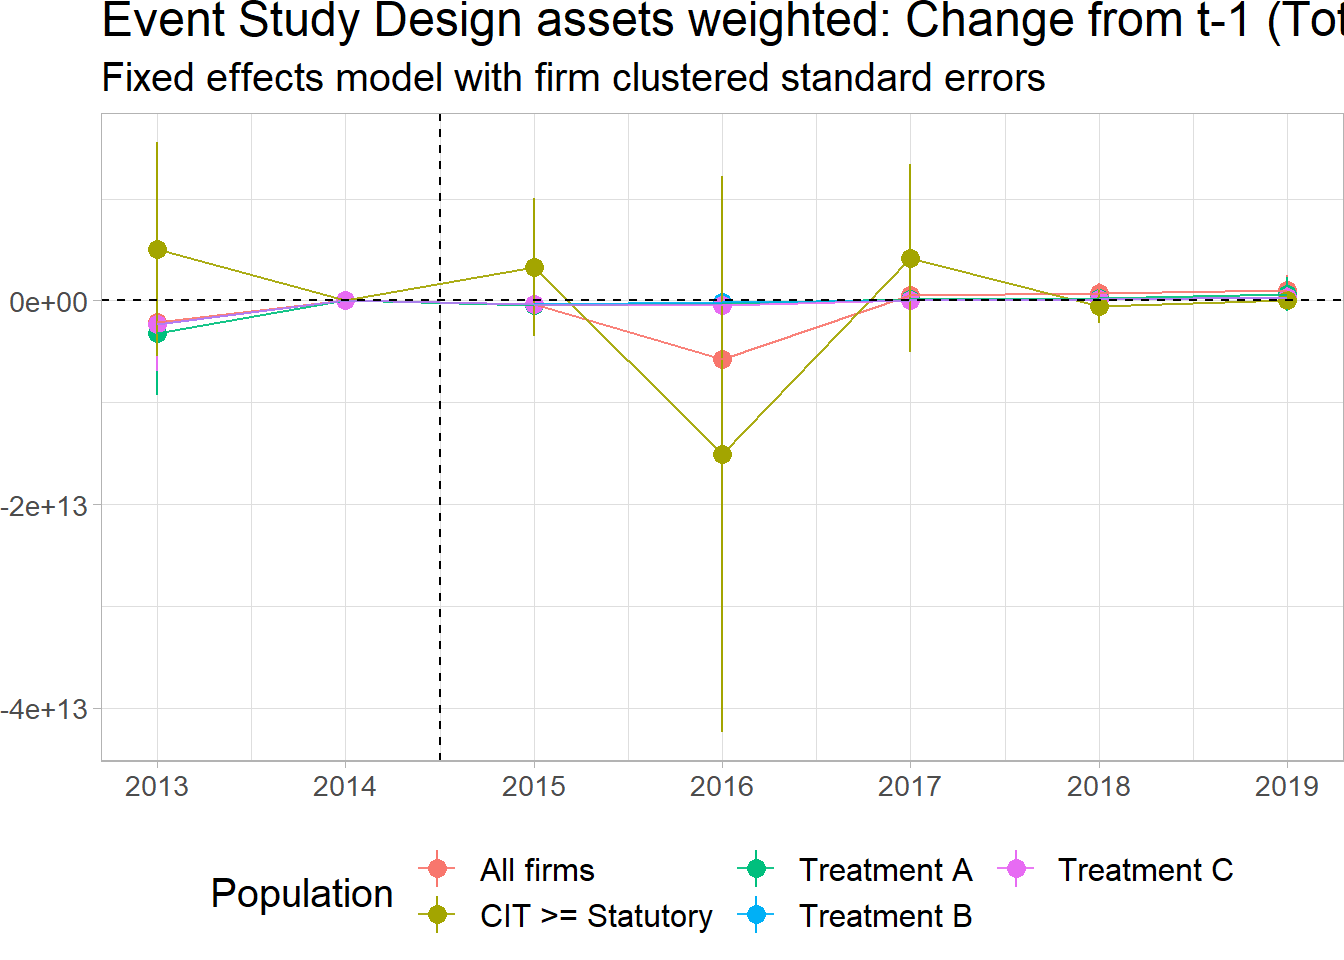 Event Study Design assets weighted: Change from t-1 (Tot
Fixed effects model with firm clustered standard errors
0e+00
-2e+13
-4e+13
2013 2014 2015 2016 2017 2018 2019
Population
All firms Treatment A Treatment C
CIT >= Statutory Treatment B